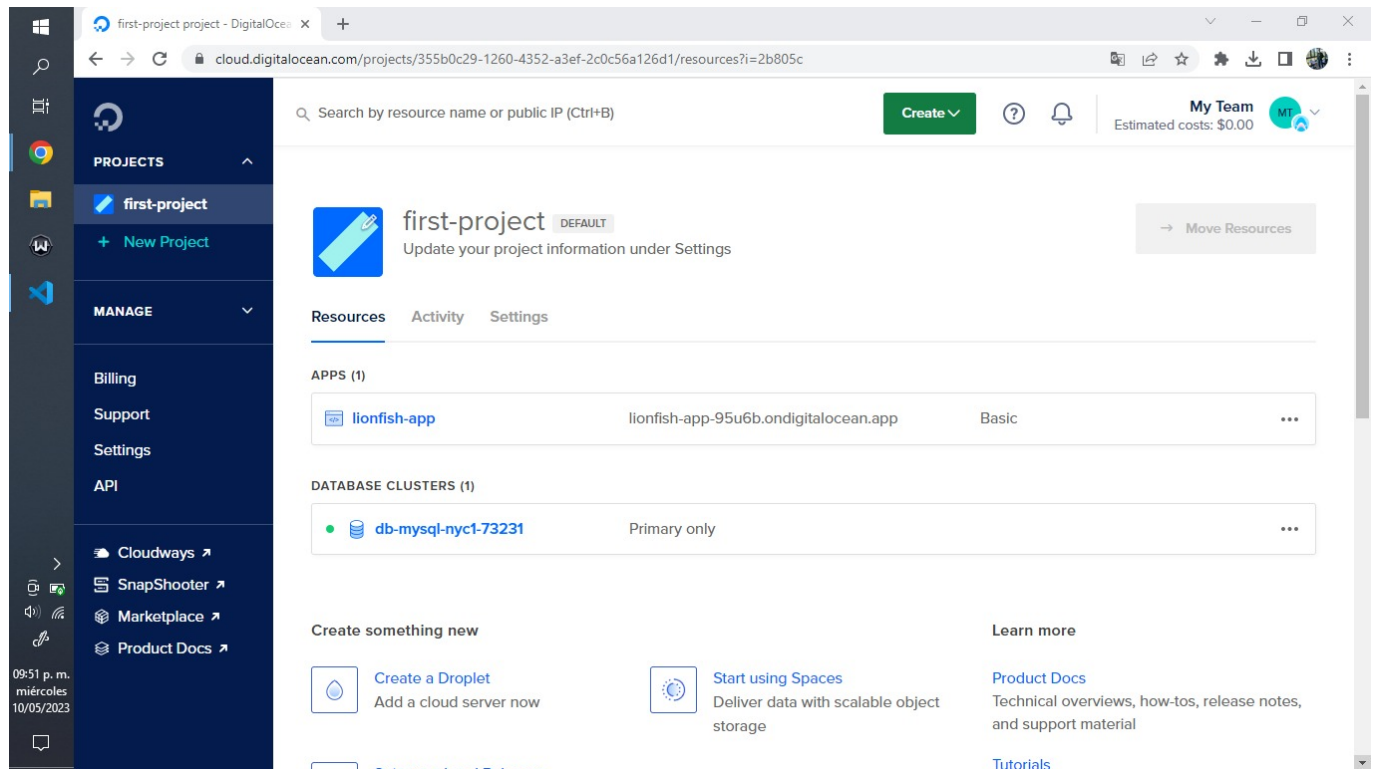 first-project project - DigitalOcea
cloud.digitalocean.com/projects/355b0c29-1260-4352-a3ef-2c0c56a126d1/resources?i=2b805c
Search by resource name or public IP (Ctrl+B)
Create
My Team
Estimated costs: $0.00
MT
PROJECTS
first-project
+ New Project
MANAGE
Billing
Support
Settings
API
Cloudways
SnapShooter
Marketplace
Product Docs
first-project DEFAULT
Update your project information under Settings
→ Move Resources
Resources Activity Settings
APPS (1)
lionfish-app lionfish-app-95u6b.ondigitalocean.app Basic
DATABASE CLUSTERS (1)
db-mysql-nyc1-73231 Primary only
Create something new
Create a Droplet
Add a cloud server now
Start using Spaces
Deliver data with scalable object
storage
Learn more
Product Docs
Technical overviews, how-tos, release notes,
and support material
Tutorials
09:51 p. m.
miércoles
10/05/2023